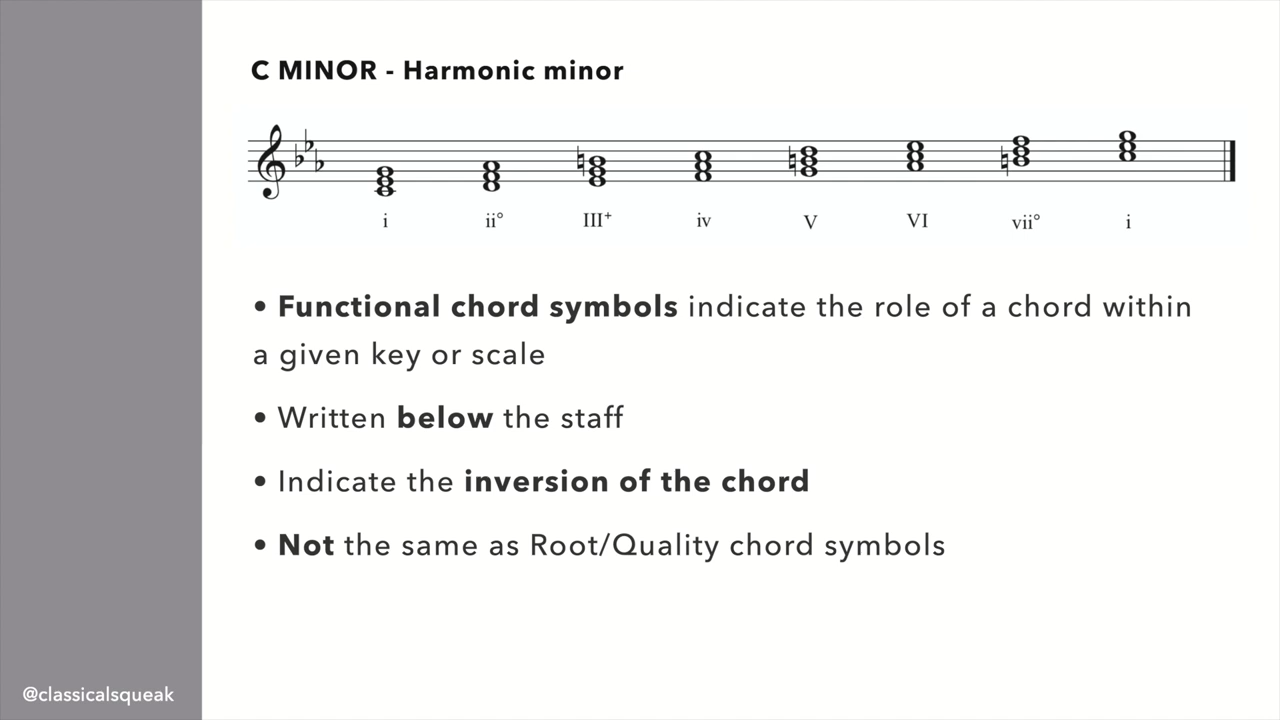 C MINOR - Harmonic minor
i ii° III⁺ iv V VI vii° i
• Functional chord symbols indicate the role of a chord within
a given key or scale
• Written below the staff
• Indicate the inversion of the chord
• Not the same as Root/Quality chord symbols
@classicalsqueak